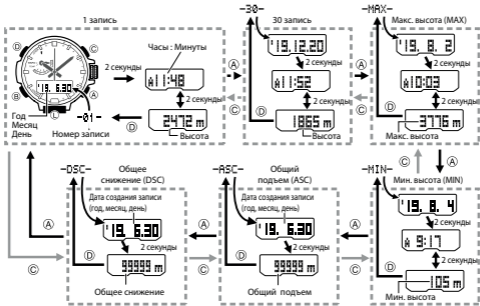 1 запись
-30-
30 запись
-MAX-
Макс. высота (MAX)
D
C
B
A
L
'19. 6.30
Год
Месяц
День
Номер записи
-01-
2 секунды
Часы : Минуты
A11:48
2 секунды
D
2472 m
Высота
A
C
'19.12.20
2 секунды
A11:52
2 секунды
D
1865 m
Высота
A
C
'19. 8. 2
2 секунды
A10:03
2 секунды
D
3776 m
Макс. высота
C
A
-DSC-
Общее
снижение (DSC)
Дата создания записи
(год, месяц, день)
'19. 6.30
2 секунды
D
99999 m
Общее снижение
A
C
-ASC-
Общий
подъем (ASC)
Дата создания записи
(год, месяц, день)
'19. 6.30
2 секунды
D
99999 m
Общий подъем
A
C
-MIN-
Мин. высота (MIN)
'19. 8. 4
2 секунды
A 9:17
2 секунды
D
105 m
Мин. высота
A
C